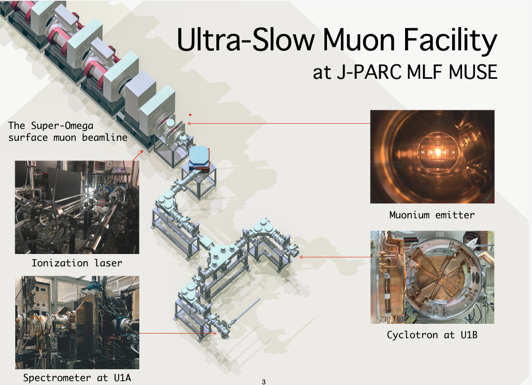 Ultra-Slow Muon Facility
at J-PARC MLF MUSE
The Super-Omega
surface muon beamline
Muonium emitter
Ionization laser
Cyclotron at U1B
Spectrometer at U1A
3